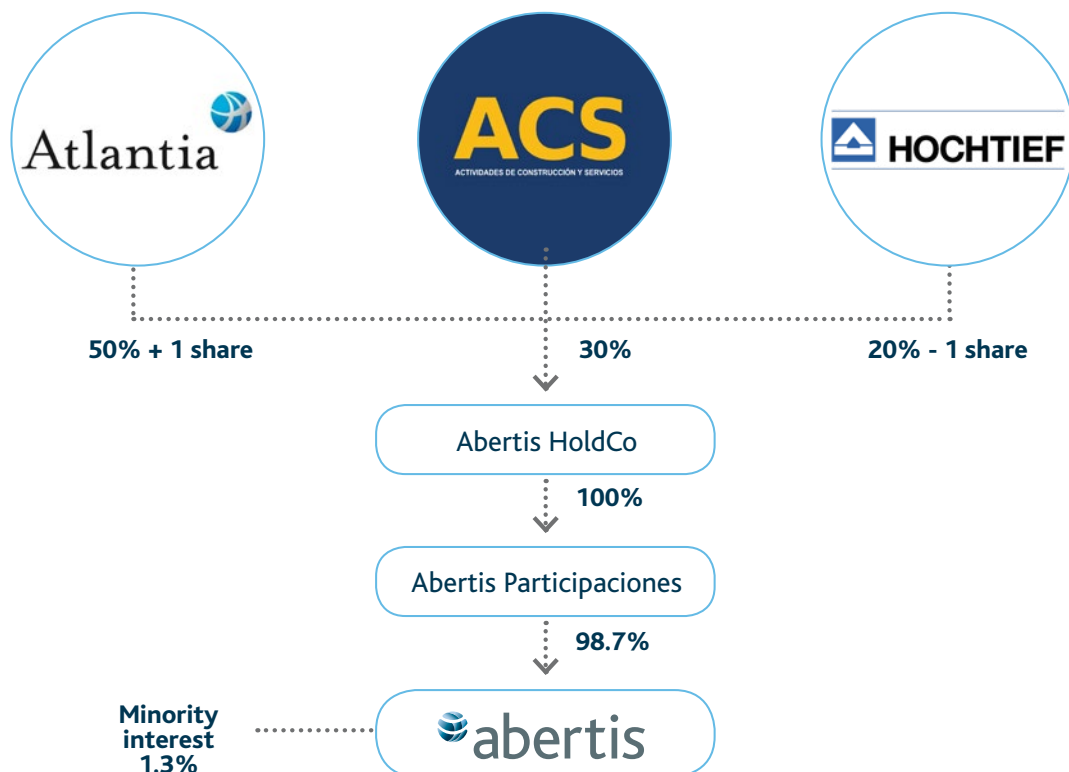 Atlantia
ACS
ACTIVIDADES DE CONSTRUCCIÓN Y SERVICIOS
HOCHTIEF
50% + 1 share
30%
20% - 1 share
Abertis HoldCo
100%
Abertis Participaciones
98.7%
Minority
interest
1.3%
abertis